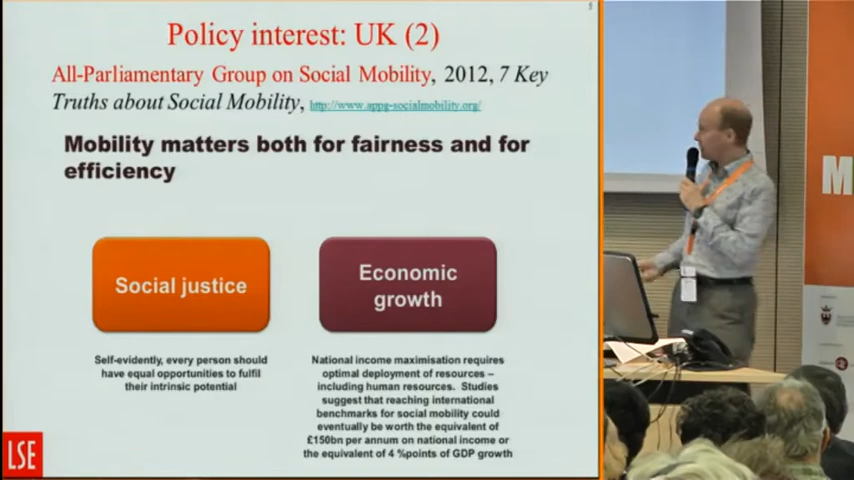 5
Policy interest: UK (2)
All-Parliamentary Group on Social Mobility, 2012, 7 Key
Truths about Social Mobility, http://www.appg-socialmobility.org/
Mobility matters both for fairness and for
efficiency
Social justice
Economic
growth
Self-evidently, every person should
have equal opportunities to fulfil
their intrinsic potential
National income maximisation requires
optimal deployment of resources –
including human resources. Studies
suggest that reaching international
benchmarks for social mobility could
eventually be worth the equivalent of
£150bn per annum on national income or
the equivalent of 4 %points of GDP growth
LSE
M